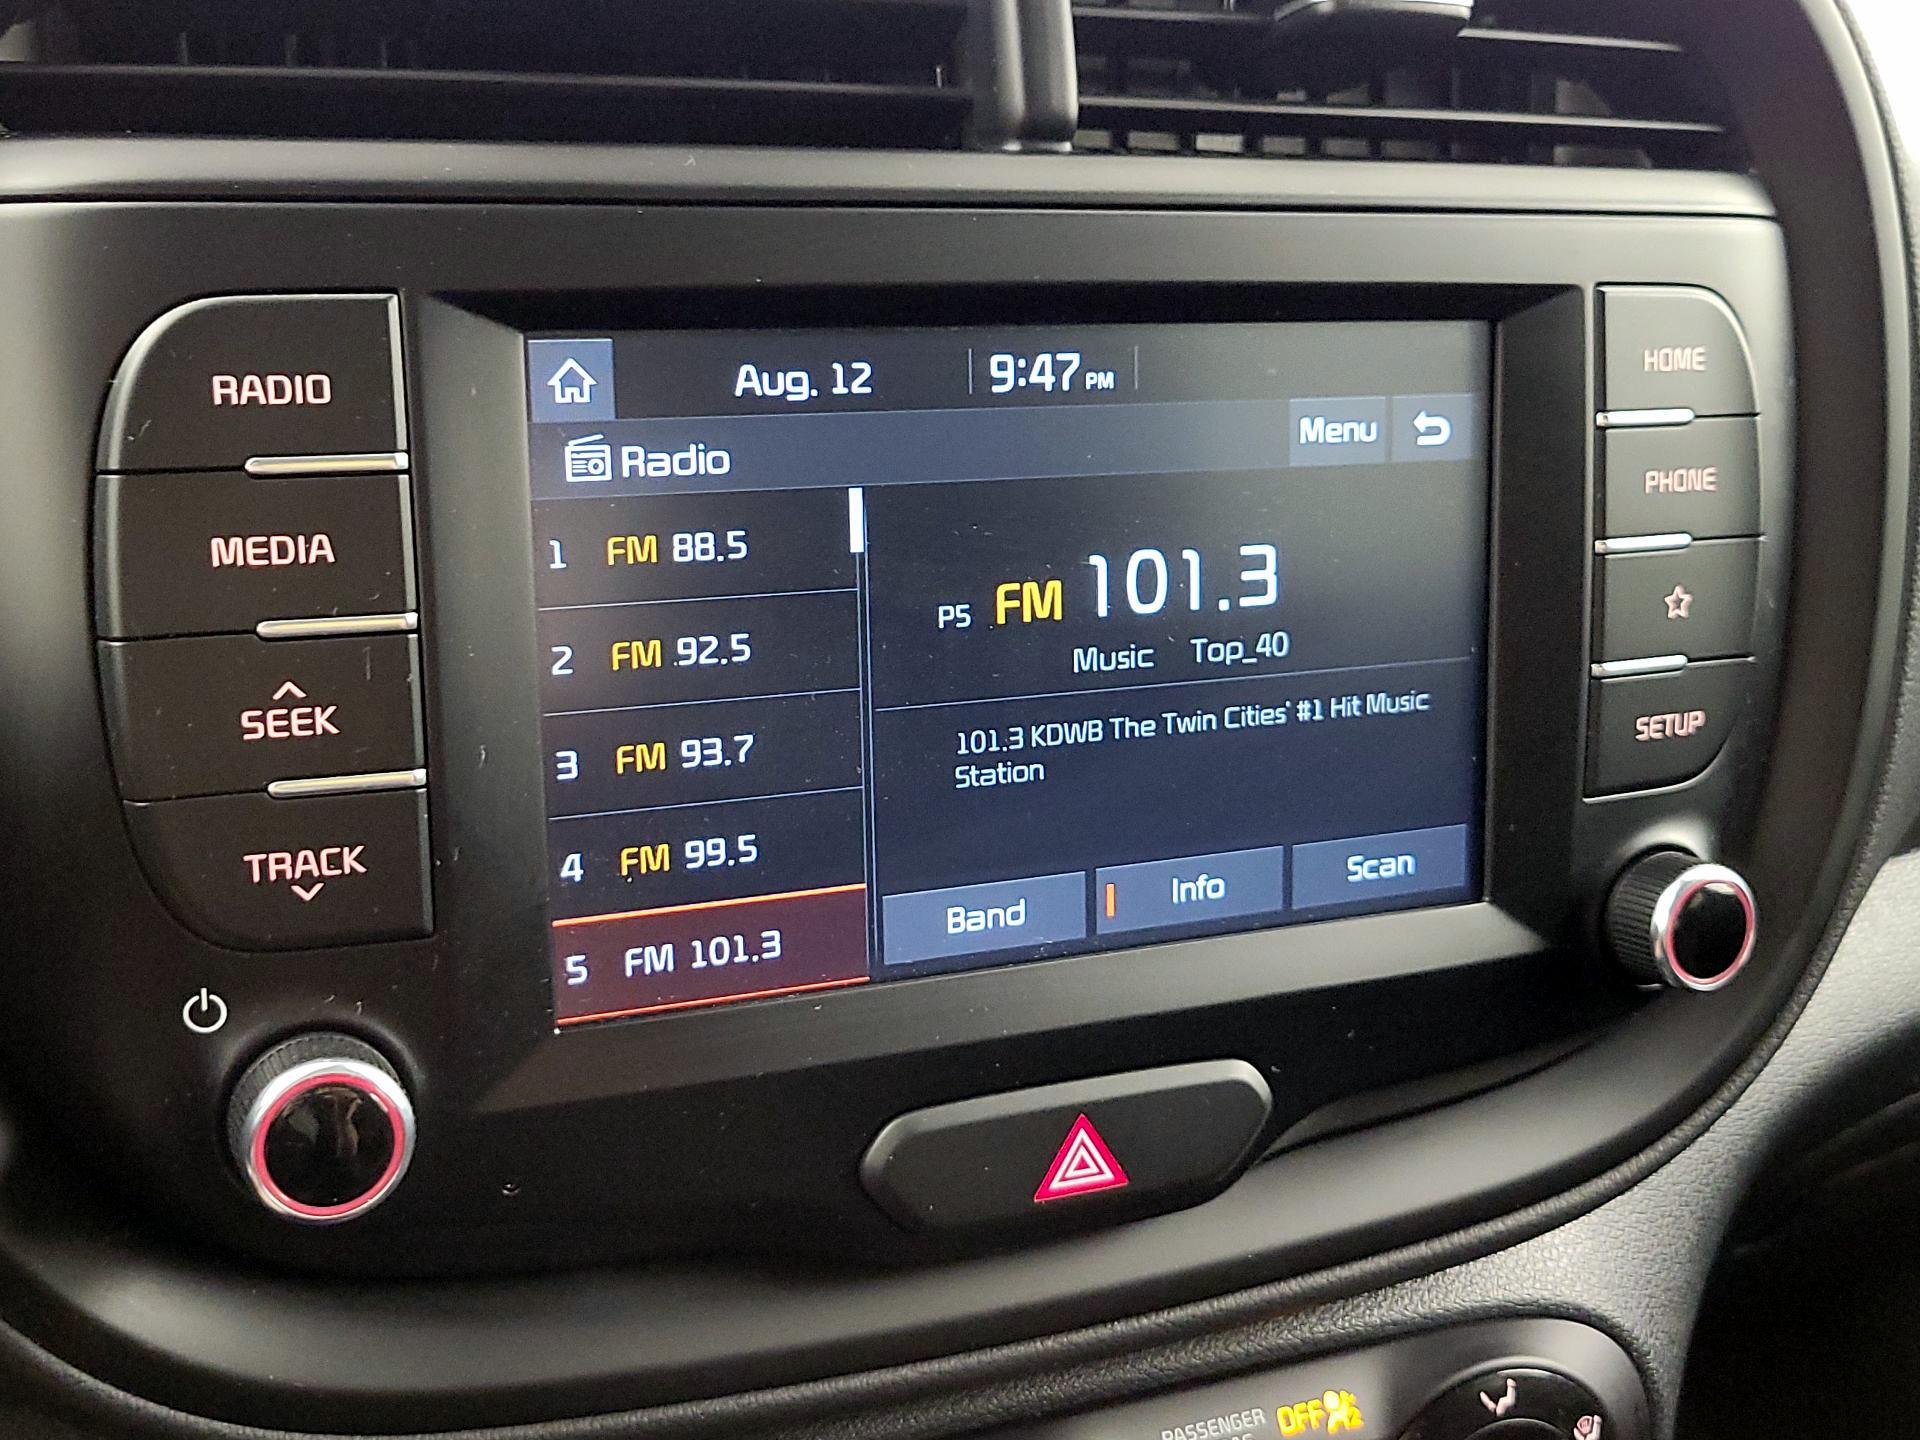 RADIO
MEDIA
SEEK
TRACK
Aug. 12
9:47 PM
Radio
Menu
1 FM 88.5
2 FM 92.5
3 FM 93.7
4 FM 99.5
5 FM 101.3
P5 FM 101.3
Music Top_40
101.3 KDWB The Twin Cities' #1 Hit Music
Station
Band
Info
Scan
HOME
PHONE
SETUP
PASSENGER
OFF